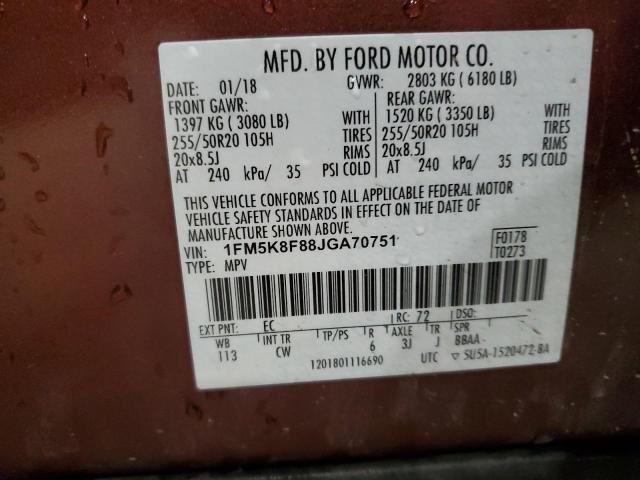 MFD. BY FORD MOTOR CO.
DATE: 01/18 GVWR: 2803 KG ( 6180 LB)
FRONT GAWR: REAR GAWR:
1397 KG ( 3080 LB) WITH 1520 KG ( 3350 LB) WITH
255/50R20 105H TIRES 255/50R20 105H TIRES
20x8.5J RIMS 20x8.5J RIMS
AT 240 kPa/ 35 PSI COLD AT 240 kPa/ 35 PSI COLD
THIS VEHICLE CONFORMS TO ALL APPLICABLE FEDERAL MOTOR
VEHICLE SAFETY STANDARDS IN EFFECT ON THE DATE OF
MANUFACTURE SHOWN ABOVE.
VIN: 1FM5K8F88JGA70751 F0178
TYPE: MPV T0273
EXT PNT: EC RC: 72 DSO:
WB INT TR TP/PS R AXLE TR SPR
113 CW 6 3J J BBAA
1201801116690 UTC ▽ 5U5A-1520472-BA